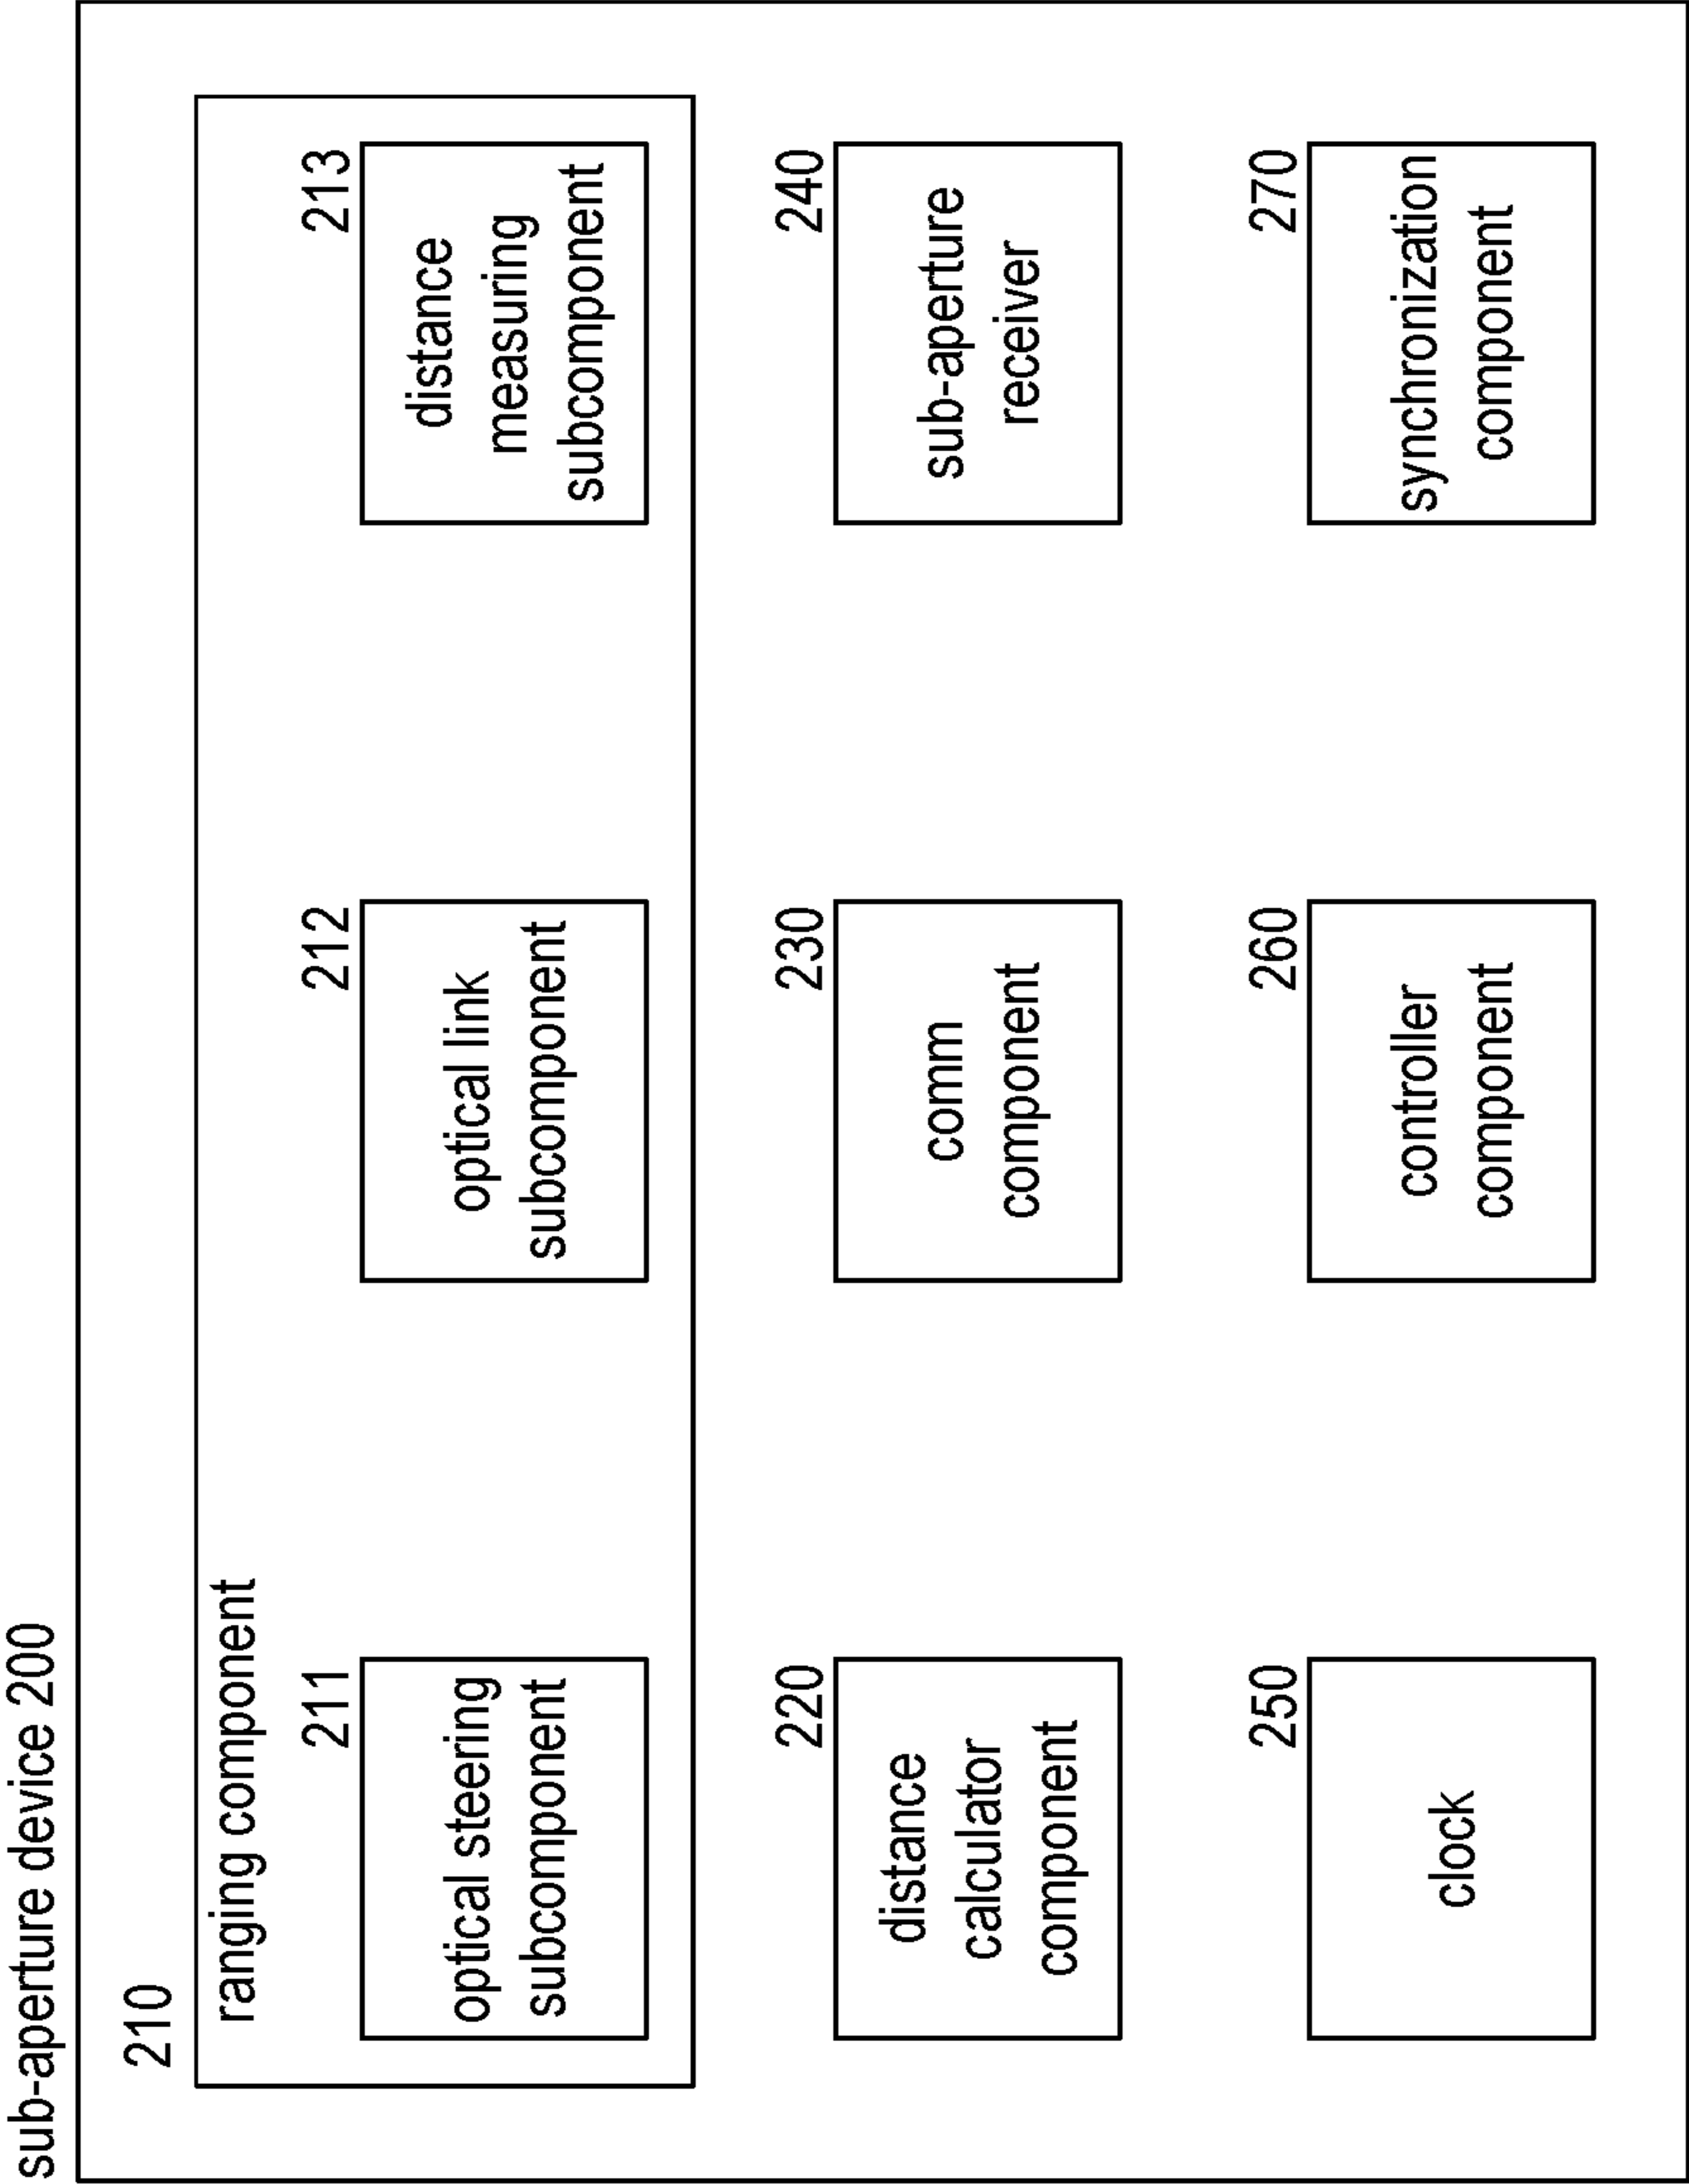 sub-aperture device 200
210
ranging component
211
optical steering
subcomponent
212
optical link
subcomponent
213
distance
measuring
subcomponent
220
distance
calculator
component
230
comm
component
240
sub-aperture
receiver
250
clock
260
controller
component
270
synchronization
component